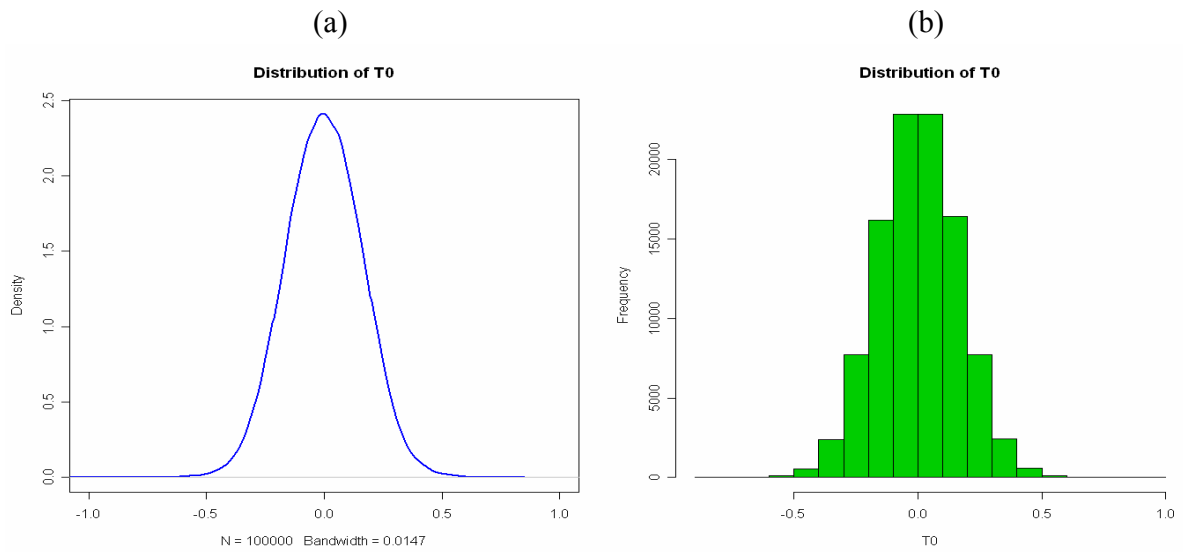 (a)
Distribution of T0
Density
2.5
2.0
1.5
1.0
0.5
0.0
-1.0 -0.5 0.0 0.5 1.0
N = 100000 Bandwidth = 0.0147
(b)
Distribution of T0
Frequency
20000
15000
10000
5000
0
-0.5 0.0 0.5 1.0
T0